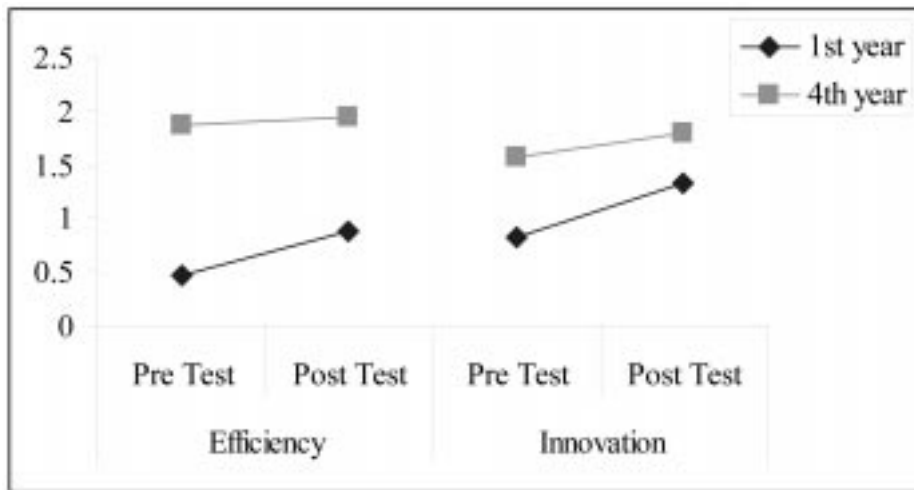 1st year
4th year
2.5
2
1.5
1
0.5
0
Pre Test Post Test Pre Test Post Test
Efficiency Innovation